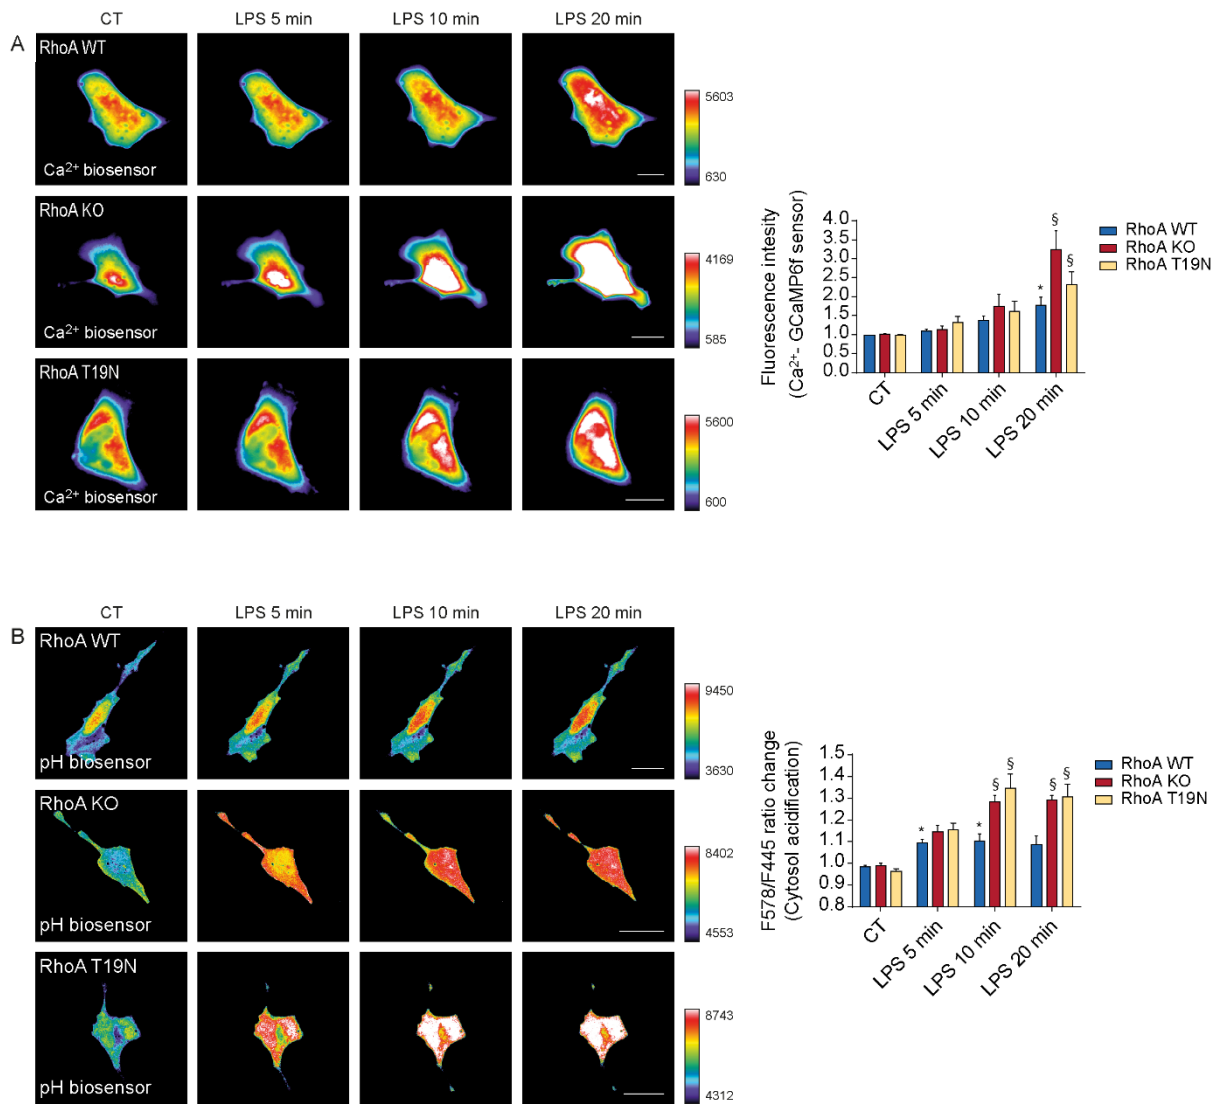 CT LPS 5 min LPS 10 min LPS 20 min
A
RhoA WT
Ca²⁺ biosensor
5603
630
RhoA KO
Ca²⁺ biosensor
4169
585
RhoA T19N
Ca²⁺ biosensor
5600
600
Fluorescence intesity
(Ca²⁺- GCaMP6f sensor)
4.0
3.5
3.0
2.5
2.0
1.5
1.0
0.5
0.0
* § §
CT
LPS 5 min
LPS 10 min
LPS 20 min
RhoA WT
RhoA KO
RhoA T19N
CT LPS 5 min LPS 10 min LPS 20 min
B
RhoA WT
pH biosensor
9450
3630
RhoA KO
pH biosensor
8402
4553
RhoA T19N
pH biosensor
8743
4312
F578/F445 ratio change
(Cytosol acidification)
1.5
1.4
1.3
1.2
1.1
1.0
0.9
0.8
* * § § § §
CT
LPS 5 min
LPS 10 min
LPS 20 min
RhoA WT
RhoA KO
RhoA T19N